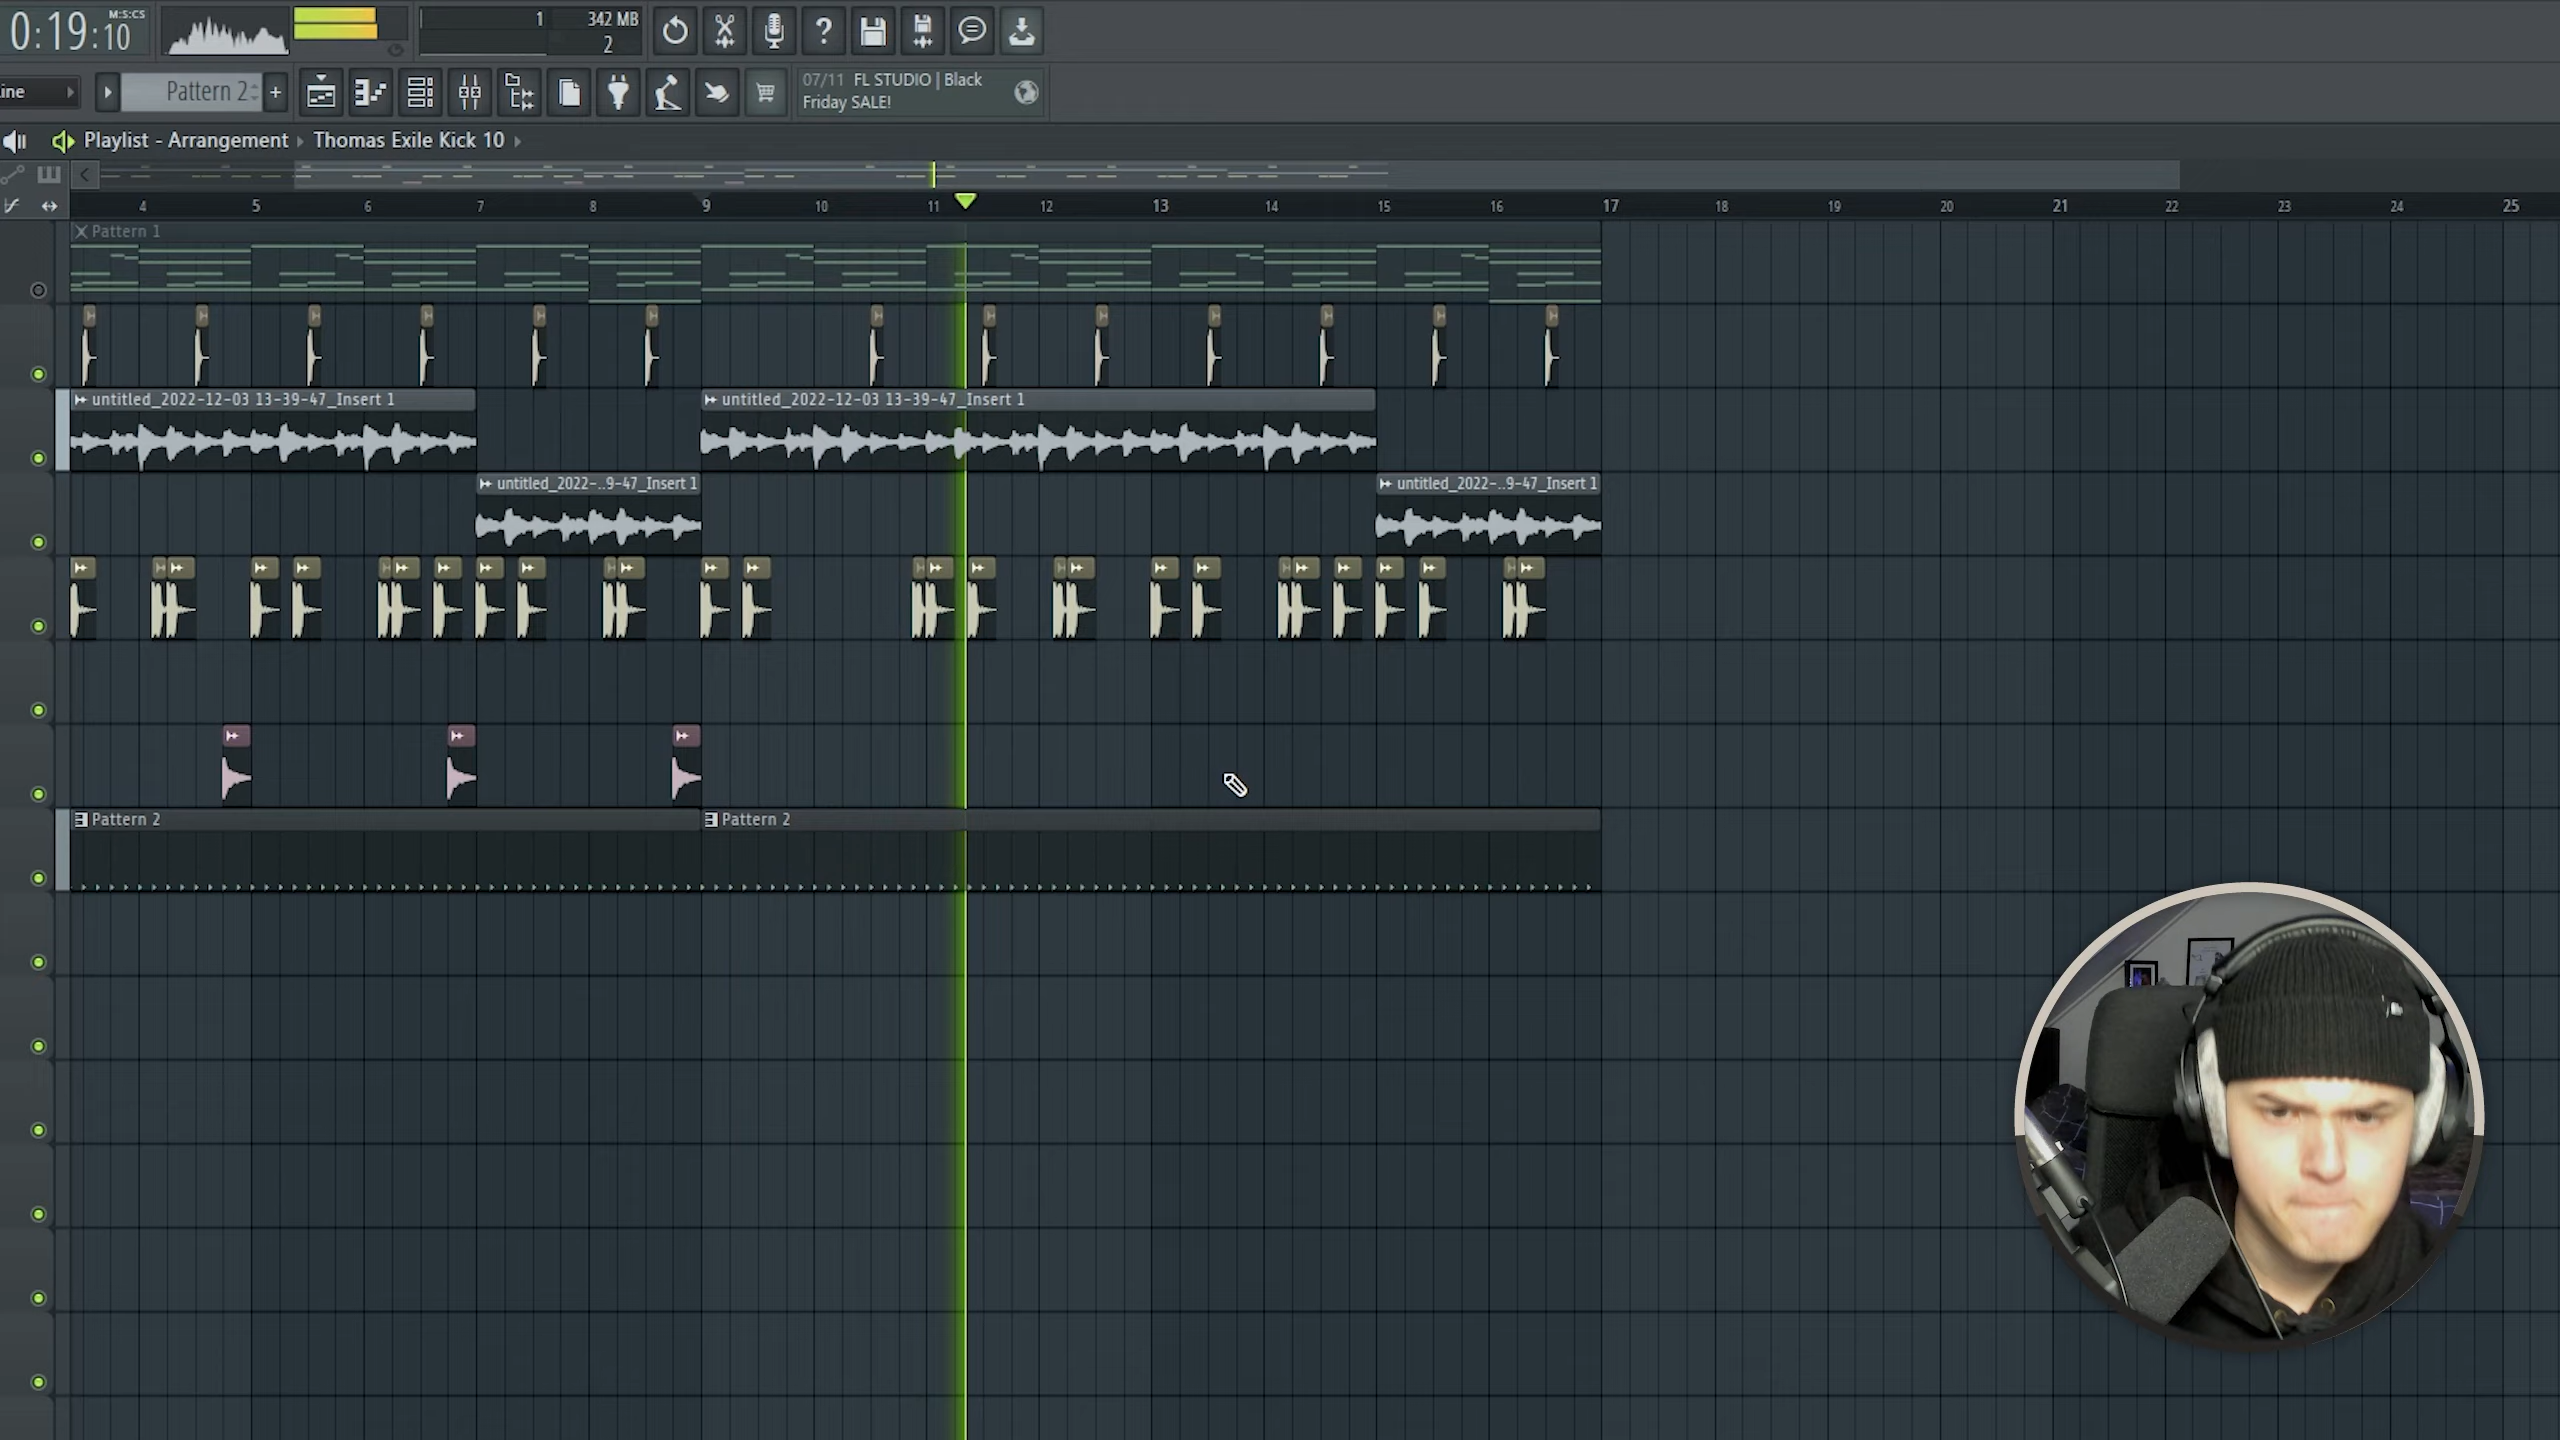 0:19:10
M:S:CS
1
342 MB
2
?
ine
Pattern 2
+
07/11 FL STUDIO | Black
Friday SALE!
Playlist - Arrangement
Thomas Exile Kick 10
4 5 6 7 8 9 10 11 12 13 14 15 16 17 18 19 20 21 22 23 24 25
Pattern 1
untitled_2022-12-03 13-39-47_Insert 1
untitled_2022-12-03 13-39-47_Insert 1
untitled_2022-..9-47_Insert 1
untitled_2022-..9-47_Insert 1
Pattern 2
Pattern 2